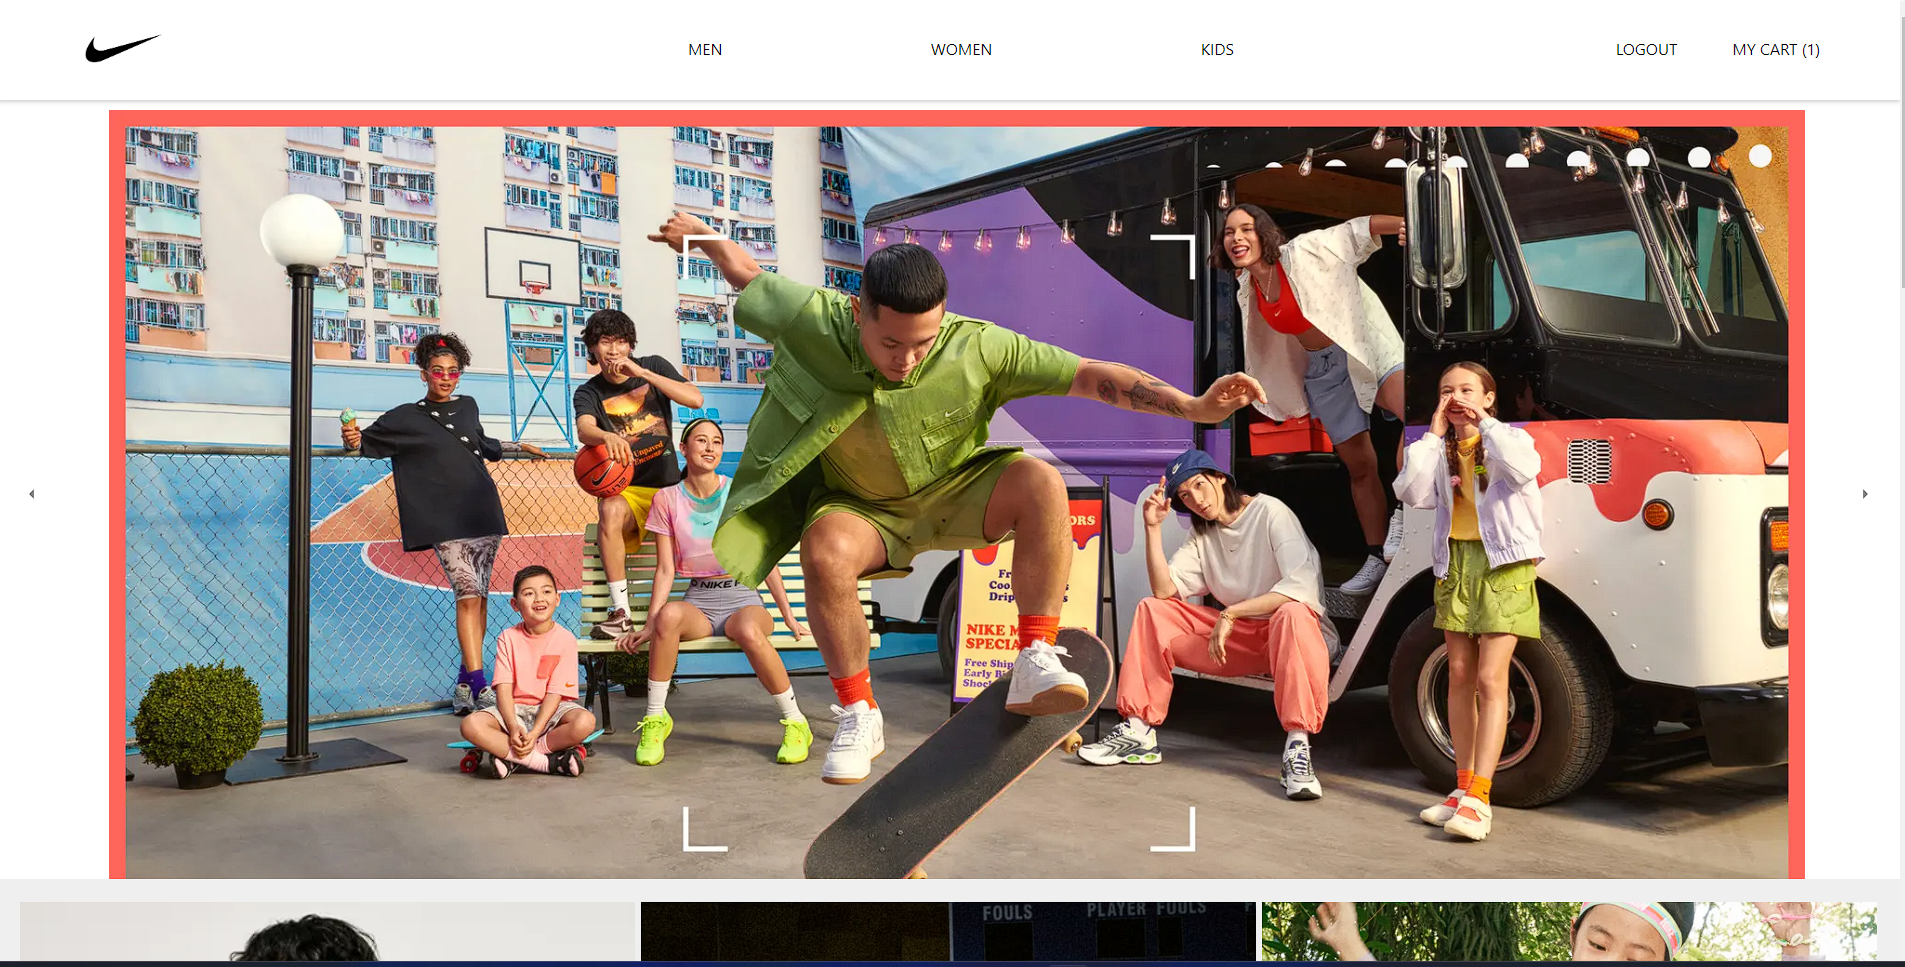 MEN
WOMEN
KIDS
LOGOUT
MY CART (1)
Unpaved
NIKE
ORS
Fr
Coo
s
Drip
s
NIKE M
SPECIA
Free Ship
Early Bi
Shoc
FOULS
PLAYER FOULS